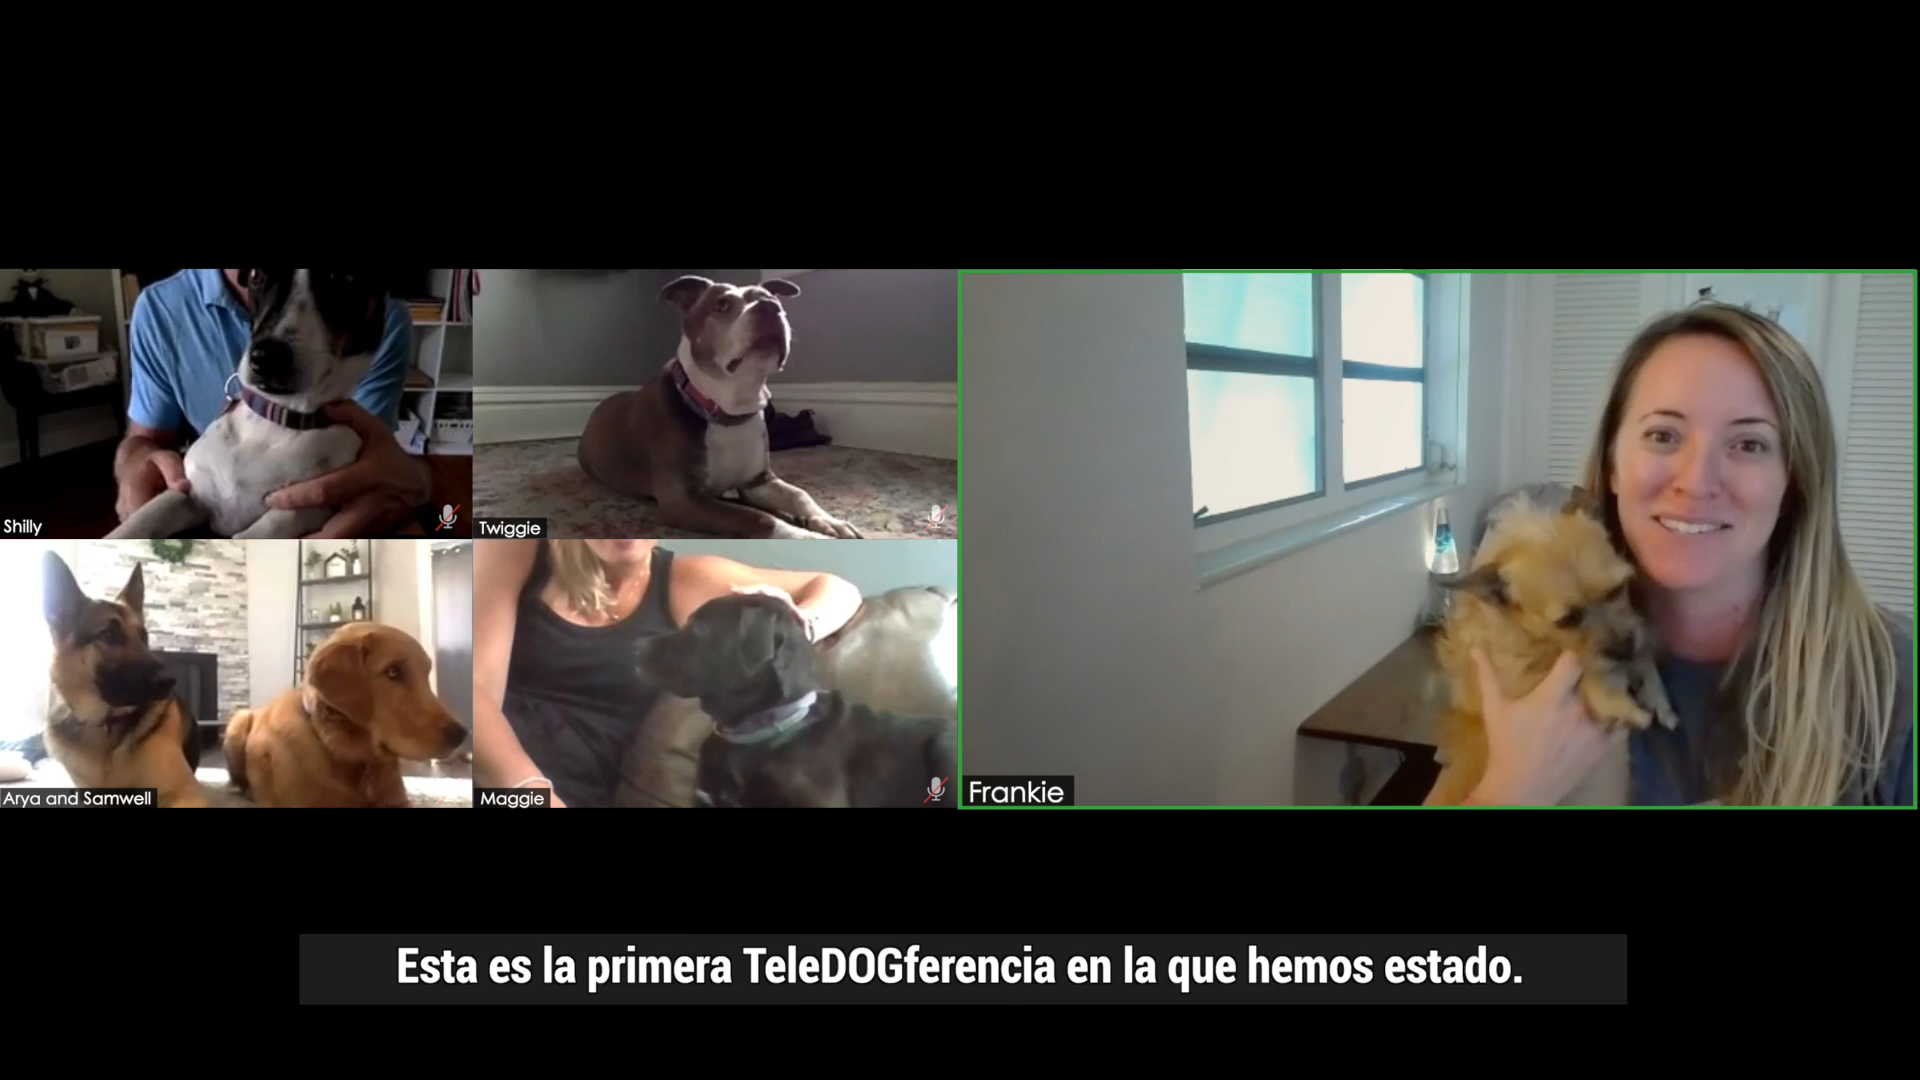 Shilly
Twiggie
Arya and Samwell
Maggie
Frankie
Esta es la primera TeleDOGferencia en la que hemos estado.